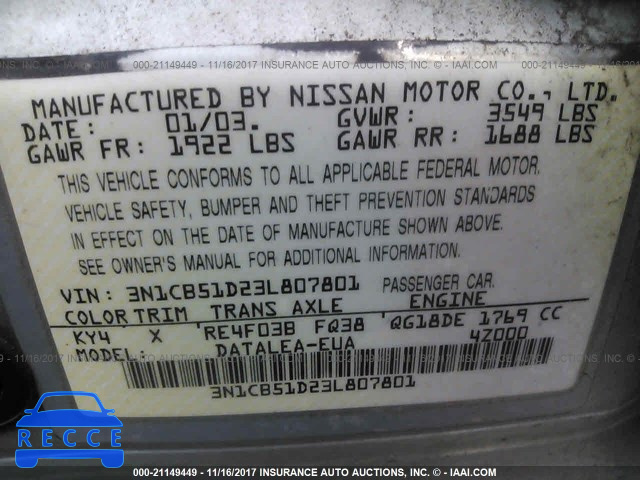 000-21149449 - 11/16/2017 INSURANCE AUTO AUCTIONS, INC. - © IAAI.COM
MANUFACTURED BY NISSAN MOTOR CO., LTD.
DATE: 01/03. GVWR: 3549 LBS
GAWR FR: 1922 LBS GAWR RR: 1688 LBS
THIS VEHICLE CONFORMS TO ALL APPLICABLE FEDERAL MOTOR.
VEHICLE SAFETY, BUMPER AND THEFT PREVENTION STANDARDS
IN EFFECT ON THE DATE OF MANUFACTURE SHOWN ABOVE.
SEE OWNER'S MANUAL FOR ADDITIONAL INFORMATION.
VIN: 3N1CB51D23L807801 PASSENGER CAR.
COLOR TRIM TRANS AXLE ENGINE
KY4 X RE4F03B FQ38 QG18DE 1769 CC
MODEL DATALEA-EUA 4Z000
3N1CB51D23L807801
RECCE
000-21149449 - 11/16/2017 INSURANCE AUTO AUCTIONS, INC. - © IAAI.COM